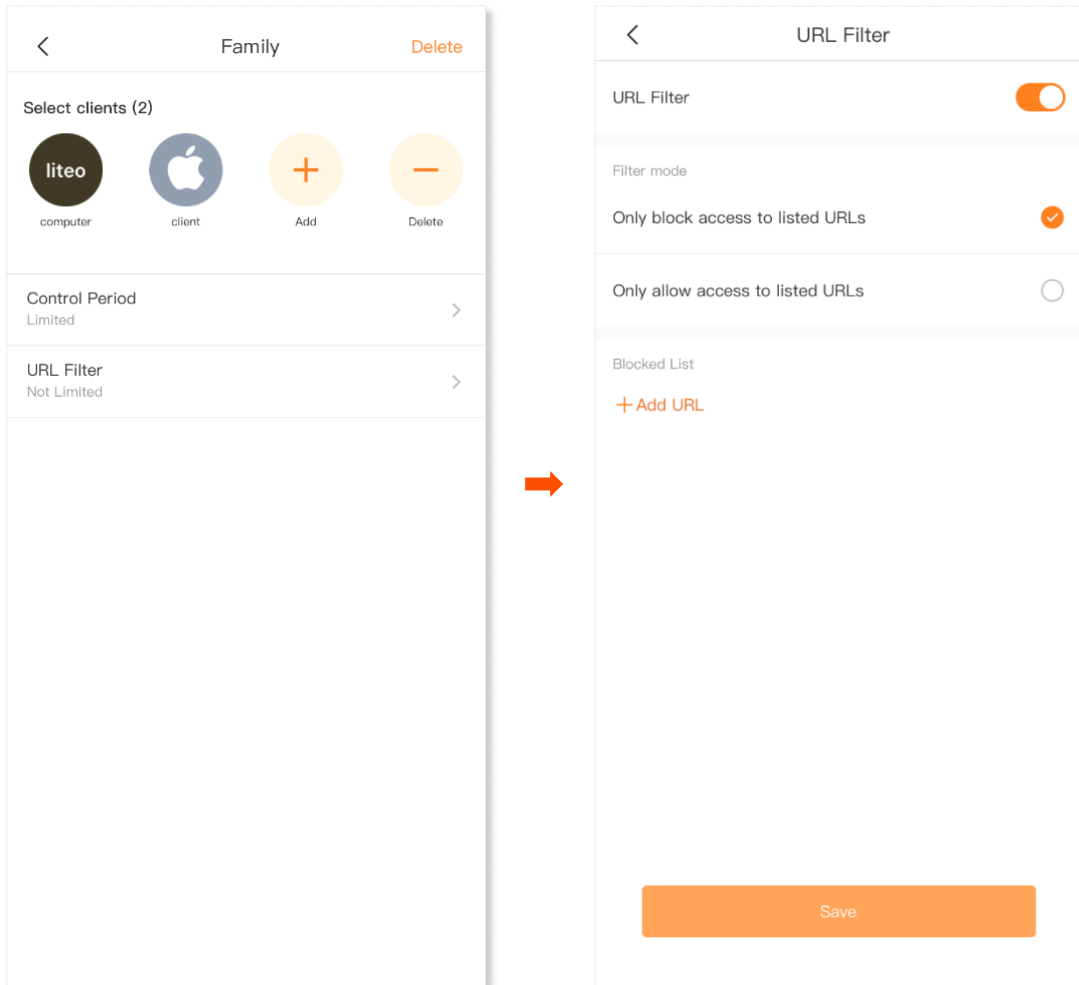 Family
Delete
Select clients (2)
liteo
computer
client
Add
Delete
Control Period
Limited
URL Filter
Not Limited
URL Filter
URL Filter
Filter mode
Only block access to listed URLs
Only allow access to listed URLs
Blocked List
+ Add URL
Save